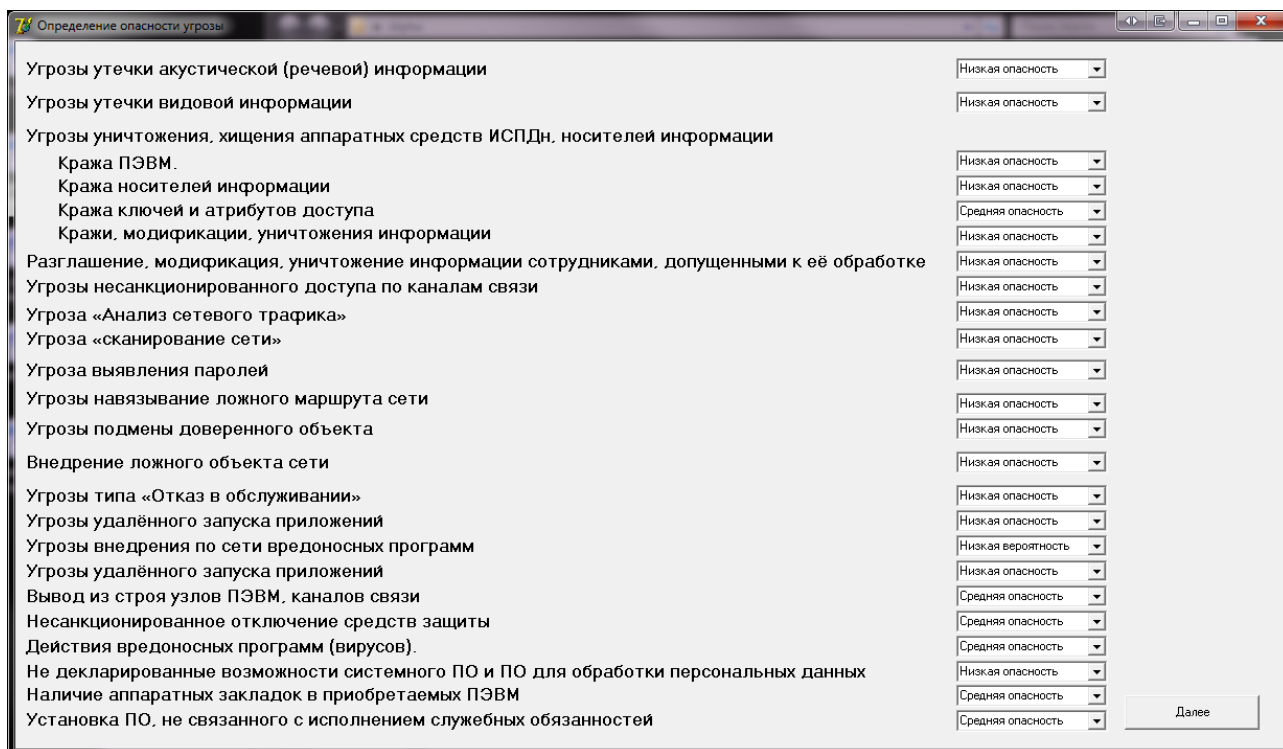 Определение опасности угрозы
Угрозы утечки акустической (речевой) информации Низкая опасность
Угрозы утечки видовой информации Низкая опасность
Угрозы уничтожения, хищения аппаратных средств ИСПДн, носителей информации
Кража ПЭВМ. Низкая опасность
Кража носителей информации Низкая опасность
Кража ключей и атрибутов доступа Средняя опасность
Кражи, модификации, уничтожения информации Низкая опасность
Разглашение, модификация, уничтожение информации сотрудниками, допущенными к её обработке Низкая опасность
Угрозы несанкционированного доступа по каналам связи Низкая опасность
Угроза «Анализ сетевого трафика» Низкая опасность
Угроза «сканирование сети» Низкая опасность
Угроза выявления паролей Низкая опасность
Угрозы навязывание ложного маршрута сети Низкая опасность
Угрозы подмены доверенного объекта Низкая опасность
Внедрение ложного объекта сети Низкая опасность
Угрозы типа «Отказ в обслуживании» Низкая опасность
Угрозы удалённого запуска приложений Низкая опасность
Угрозы внедрения по сети вредоносных программ Низкая вероятность
Угрозы удалённого запуска приложений Низкая опасность
Вывод из строя узлов ПЭВМ, каналов связи Средняя опасность
Несанкционированное отключение средств защиты Средняя опасность
Действия вредоносных программ (вирусов). Средняя опасность
Не декларированные возможности системного ПО и ПО для обработки персональных данных Низкая опасность
Наличие аппаратных закладок в приобретаемых ПЭВМ Средняя опасность
Установка ПО, не связанного с исполнением служебных обязанностей Средняя опасность
Далее